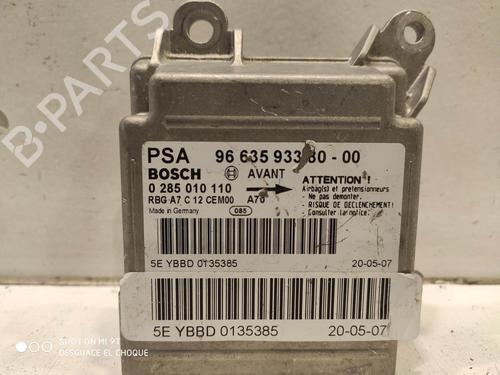 PSA 96 635 933 80 - 00
BOSCH AVANT
0 285 010 110
RBG A7 C 12 CEM00 A70
Made in Germany 085
ATTENTION !
Airbag(s) et pretensionneurs
- Ne pas demonter.
- RISQUE DE DECLENCHEMENT!
- Consulter la notice.
5E YBBD 0135385 20-05-07
5E YBBD 0135385 20-05-07
B-PARTS
SHOT ON MI 9T
DESGUACE EL CHOQUE